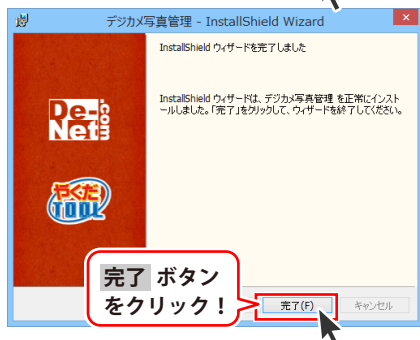 デジカメ写真管理 - InstallShield Wizard
InstallShield ウィザードを完了しました
InstallShield ウィザードは、デジカメ写真管理 を正常にインスト
ールしました。「完了」をクリックして、ウィザードを終了してください。
De-
Net
.com
やくだ!
TOOL
完了 ボタン
をクリック!
完了(F)
キャンセル